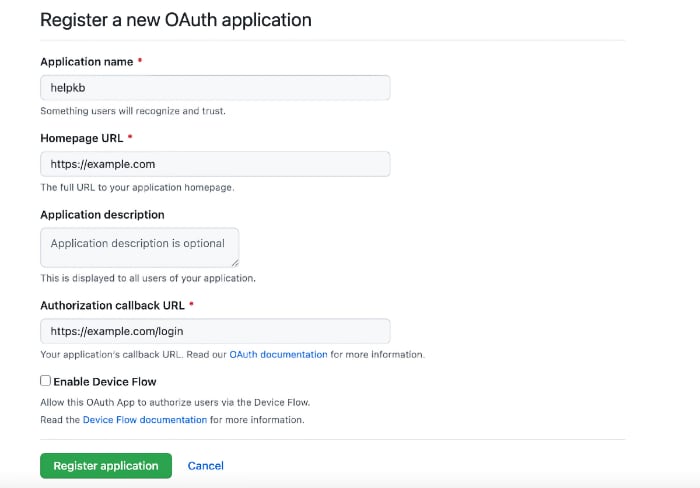 Register a new OAuth application
Application name *
helpkb
Something users will recognize and trust.
Homepage URL *
https://example.com
The full URL to your application homepage.
Application description
Application description is optional
This is displayed to all users of your application.
Authorization callback URL *
https://example.com/login
Your application's callback URL. Read our OAuth documentation for more information.
Enable Device Flow
Allow this OAuth App to authorize users via the Device Flow.
Read the Device Flow documentation for more information.
Register application Cancel